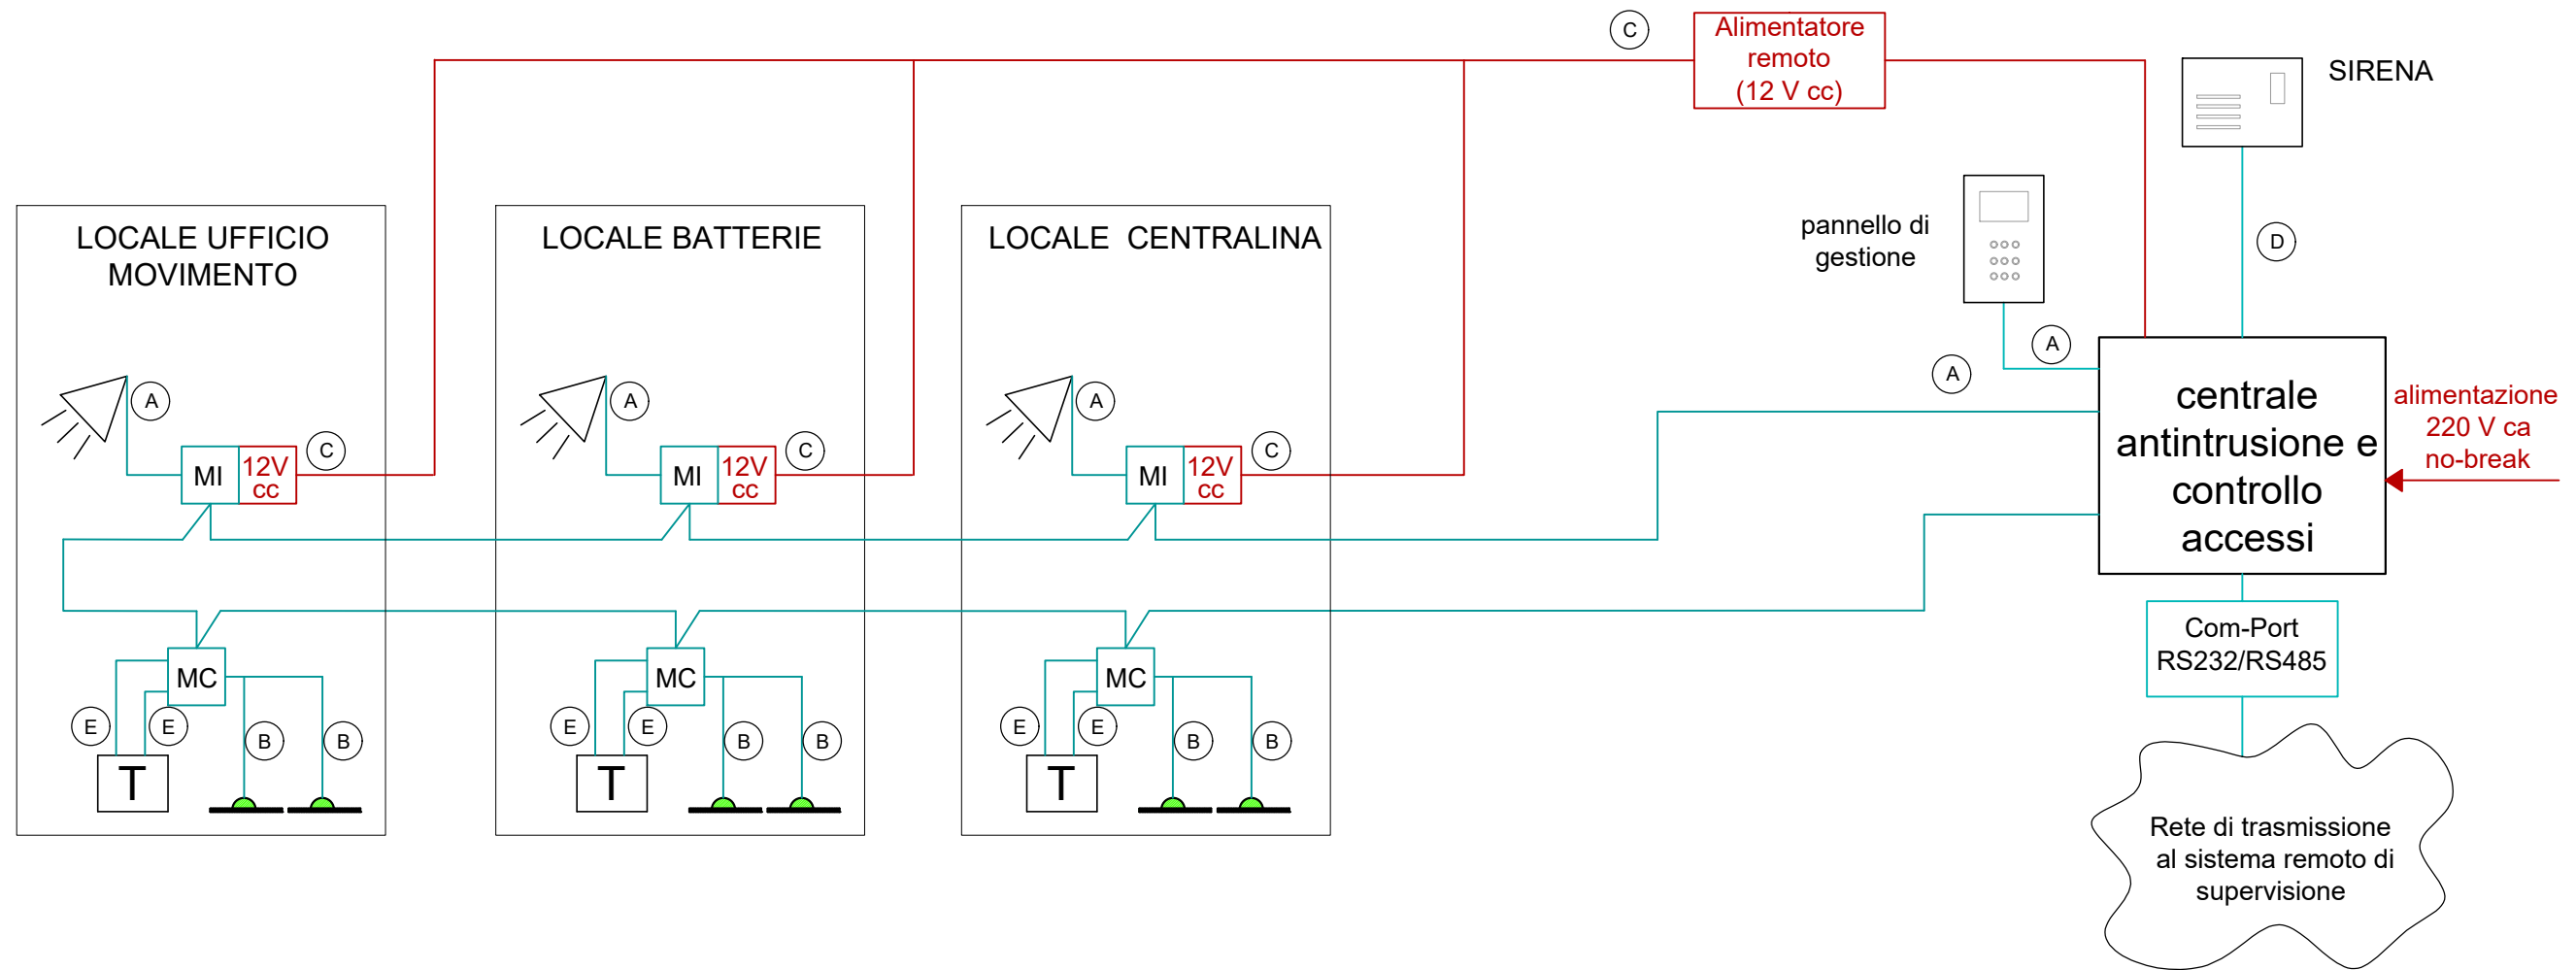 C
Alimentatore
remoto
(12 V cc)
SIRENA
pannello di
gestione
D
A
A
LOCALE UFFICIO
MOVIMENTO
A
MI
12V
cc
C
MC
E
E
B
B
T
LOCALE BATTERIE
A
MI
12V
cc
C
MC
E
E
B
B
T
LOCALE CENTRALINA
A
MI
12V
cc
C
MC
E
E
B
B
T
centrale
antintrusione e
controllo
accessi
alimentazione
220 V ca
no-break
Com-Port
RS232/RS485
Rete di trasmissione
al sistema remoto di
supervisione